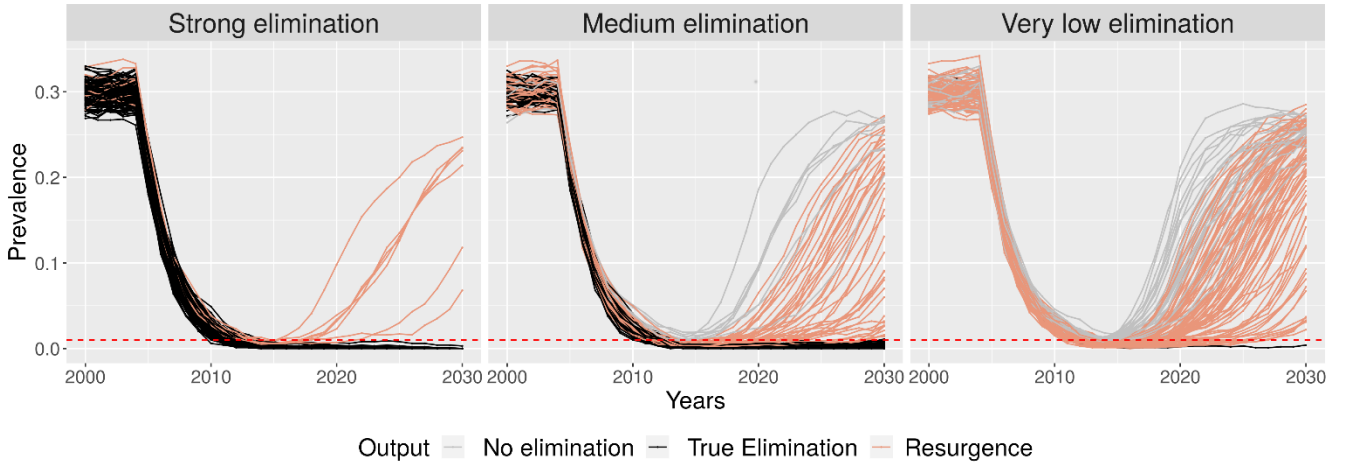 Strong elimination
Medium elimination
Very low elimination
Prevalence
0.3
0.2
0.1
0.0
2000 2010 2020 2030
2000 2010 2020 2030
2000 2010 2020 2030
Years
Output No elimination True Elimination Resurgence